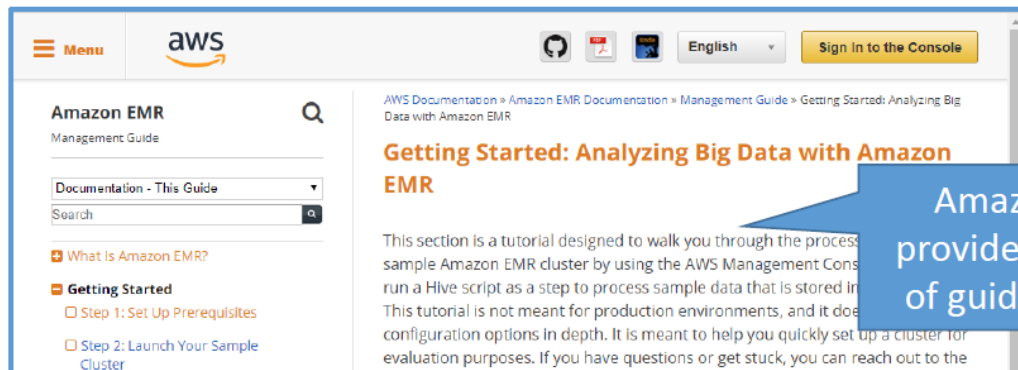 Menu
aws
English
Sign In to the Console
Amazon EMR
Management Guide
Documentation - This Guide
Search
What Is Amazon EMR?
Getting Started
Step 1: Set Up Prerequisites
Step 2: Launch Your Sample
Cluster
AWS Documentation » Amazon EMR Documentation » Management Guide » Getting Started: Analyzing Big
Data with Amazon EMR
Getting Started: Analyzing Big Data with Amazon
EMR
This section is a tutorial designed to walk you through the process
sample Amazon EMR cluster by using the AWS Management Cons
run a Hive script as a step to process sample data that is stored in
This tutorial is not meant for production environments, and it doe
configuration options in depth. It is meant to help you quickly set up a cluster for
evaluation purposes. If you have questions or get stuck, you can reach out to the
Amaz
provide
of guid